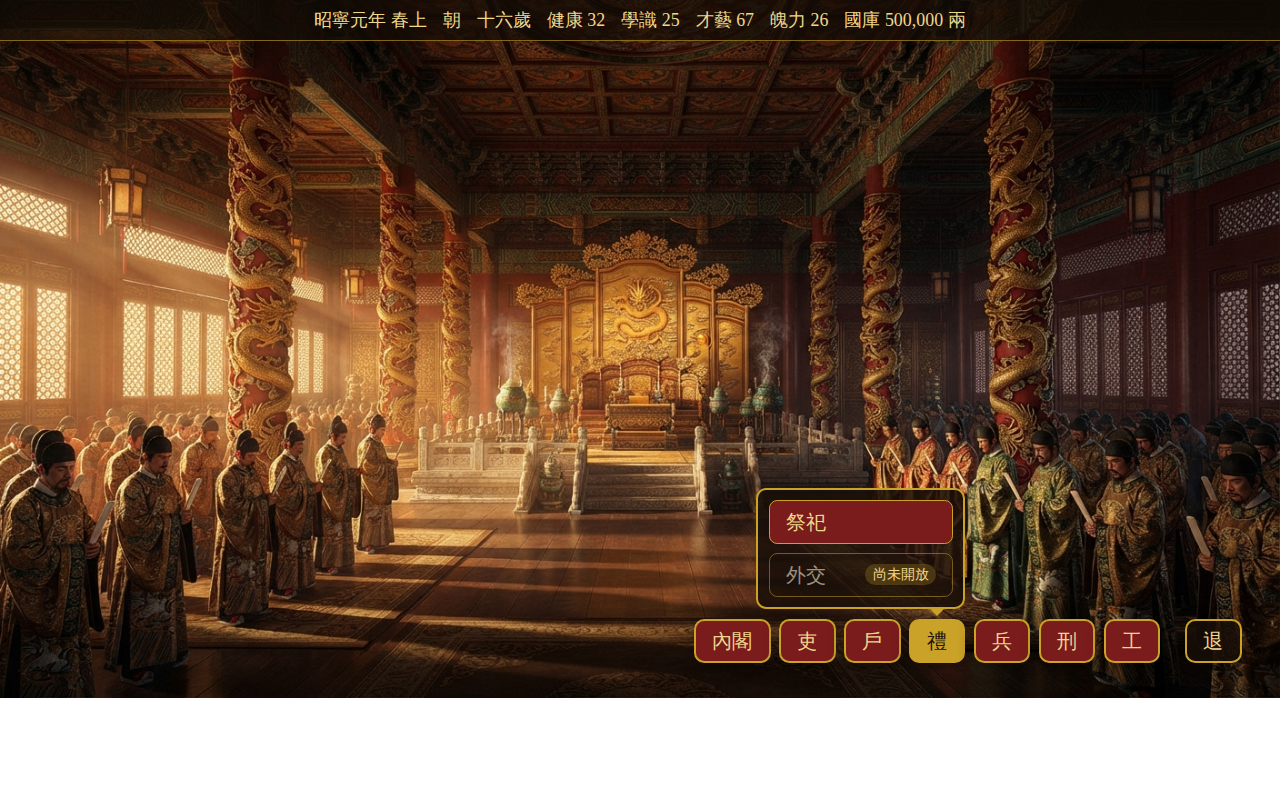 昭寧元年 春上 朝 十六歲 健康 32 學識 25 才藝 67 魄力 26 國庫 500,000 兩
祭祀
外交 尚未開放
內閣 吏 戶 禮 兵 刑 工 退